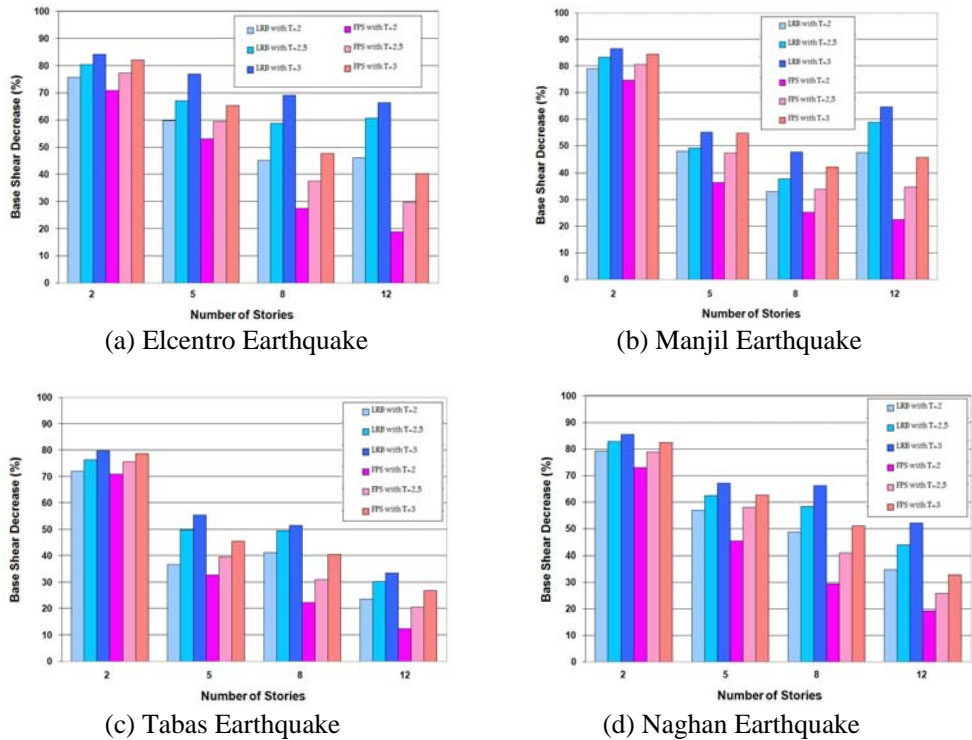 100
90
80
70
60
50
40
30
20
10
0
Base Shear Decrease (%)
LRB with T=2
LRB with T=2,5
LRB with T=3
FPS with T=2
FPS with T=2,5
FPS with T=3
2 5 8 12
Number of Stories
(a) Elcentro Earthquake
100
90
80
70
60
50
40
30
20
10
0
Base Shear Decrease (%)
LRB with T=2
LRB with T=2,5
LRB with T=3
FPS with T=2
FPS with T=2,5
FPS with T=3
2 5 8 12
Number of Stories
(b) Manjil Earthquake
100
90
80
70
60
50
40
30
20
10
0
Base Shear Decrease (%)
LRB with T=2
LRB with T=2,5
LRB with T=3
FPS with T=2
FPS with T=2,5
FPS with T=3
2 5 8 12
Number of Stories
(c) Tabas Earthquake
100
90
80
70
60
50
40
30
20
10
0
Base Shear Decrease (%)
LRB with T=2
LRB with T=2,5
LRB with T=3
FPS with T=2
FPS with T=2,5
FPS with T=3
2 5 8 12
Number of Stories
(d) Naghan Earthquake